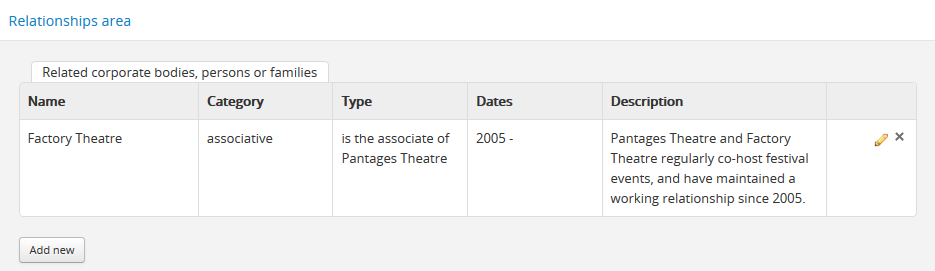 Relationships area
Related corporate bodies, persons or families
Name Category Type Dates Description
Factory Theatre associative is the associate of 2005 - Pantages Theatre and Factory
Pantages Theatre Theatre regularly co-host festival
events, and have maintained a
working relationship since 2005.
Add new